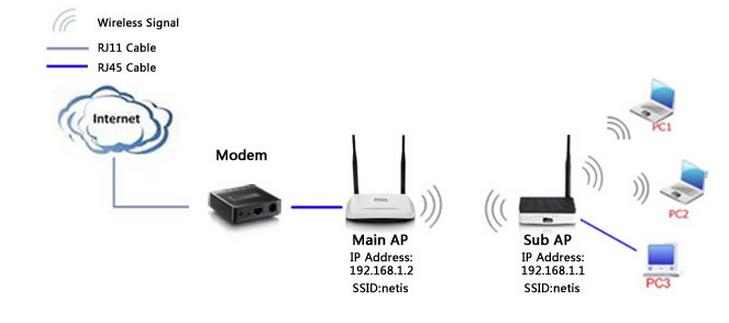 Wireless Signal
RJ11 Cable
RJ45 Cable
Internet
Modem
Main AP
IP Address:
192.168.1.2
SSID:netis
Sub AP
IP Address:
192.168.1.1
SSID:netis
PC1
PC2
PC3